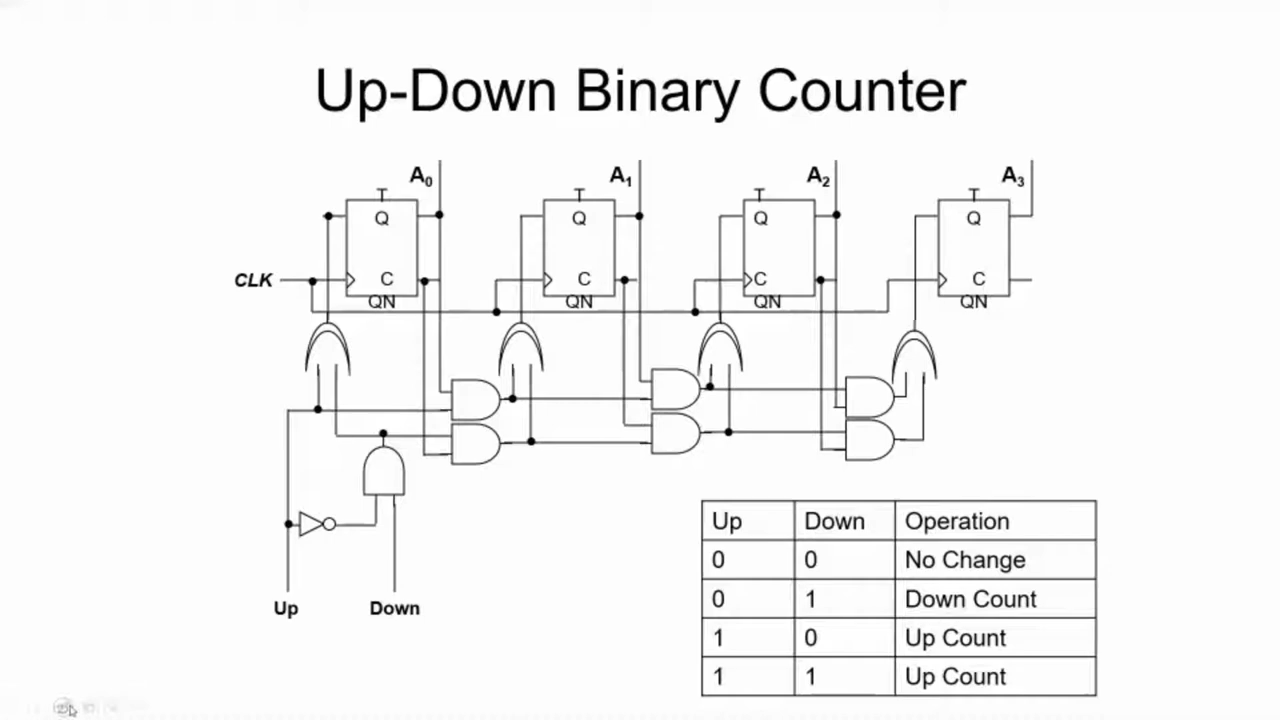 Up-Down Binary Counter
A0 A1 A2 A3
T T T T
Q Q Q Q
CLK C C C C
QN QN QN QN
Up Down Operation
0 0 No Change
0 1 Down Count
1 0 Up Count
1 1 Up Count
Up Down